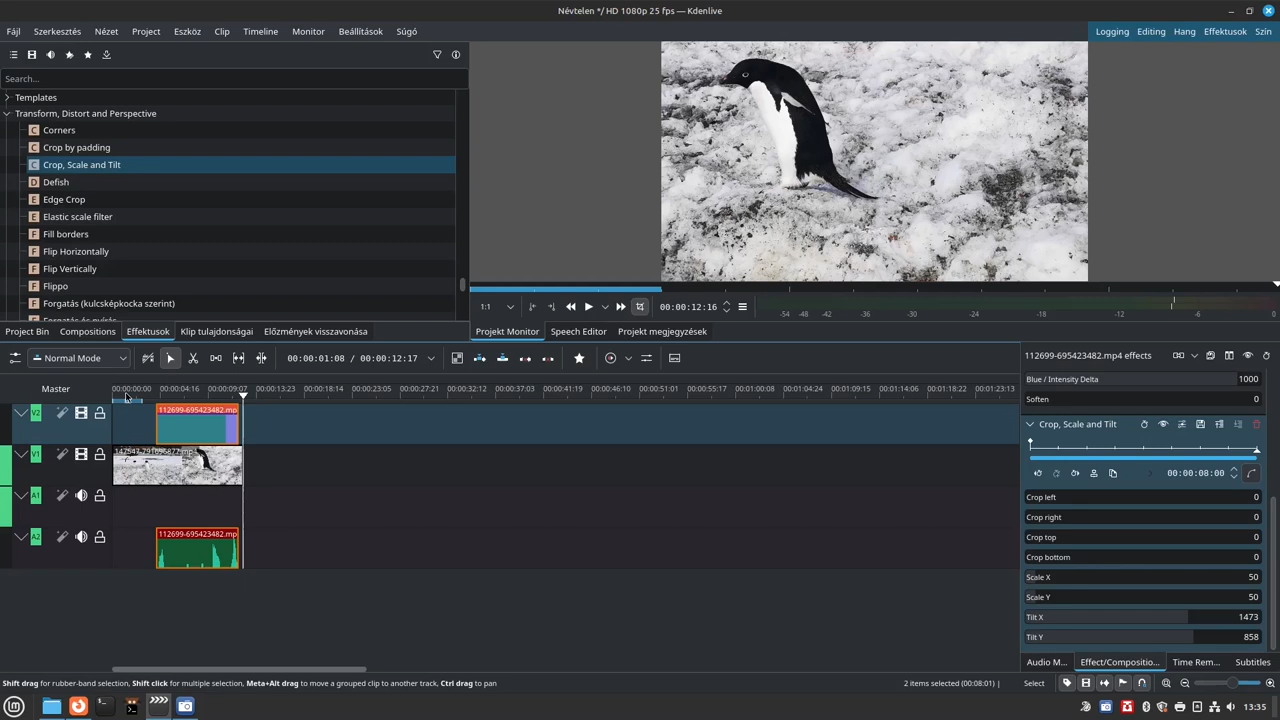 Névtelen */ HD 1080p 25 fps — Kdenlive
Fájl Szerkesztés Nézet Project Eszköz Clip Timeline Monitor Beállítások Súgó
Logging Editing Hang Effektusok Szín
Search...
Templates
Transform, Distort and Perspective
C Corners
C Crop by padding
C Crop, Scale and Tilt
D Defish
E Edge Crop
E Elastic scale filter
F Fill borders
F Flip Horizontally
F Flip Vertically
F Flippo
F Forgatás (kulcsképkocka szerint)
Project Bin Compositions Effektusok Klip tulajdonságai Előzmények visszavonása
1:1 00:00:12:16
-54 -48 -42 -36 -30 -24 -18 -12 -6 0
Projekt Monitor Speech Editor Projekt megjegyzések
Normal Mode 00:00:01:08 / 00:00:12:17
Master 00:00:00:00 00:00:04:16 00:00:09:07 00:00:13:23 00:00:18:14 00:00:23:05 00:00:27:21 00:00:32:12 00:00:37:03 00:00:41:19 00:00:46:10 00:00:51:01 00:00:55:17 00:01:00:08 00:01:04:24 00:01:09:15 00:01:14:06 00:01:18:22 00:01:23:13
V2 112699-695423482.mp
V1
A1
A2 112699-695423482.mp
112699-695423482.mp4 effects
Blue / Intensity Delta 1000
Soften 0
Crop, Scale and Tilt
00:00:08:00
Crop left 0
Crop right 0
Crop top 0
Crop bottom 0
Scale X 50
Scale Y 50
Tilt X 1473
Tilt Y 858
Audio M... Effect/Compositio... Time Rem... Subtitles
Shift drag for rubber-band selection, Shift click for multiple selection, Meta+Alt drag to move a grouped clip to another track, Ctrl drag to pan
2 items selected (00:08:01) | Select
13:35